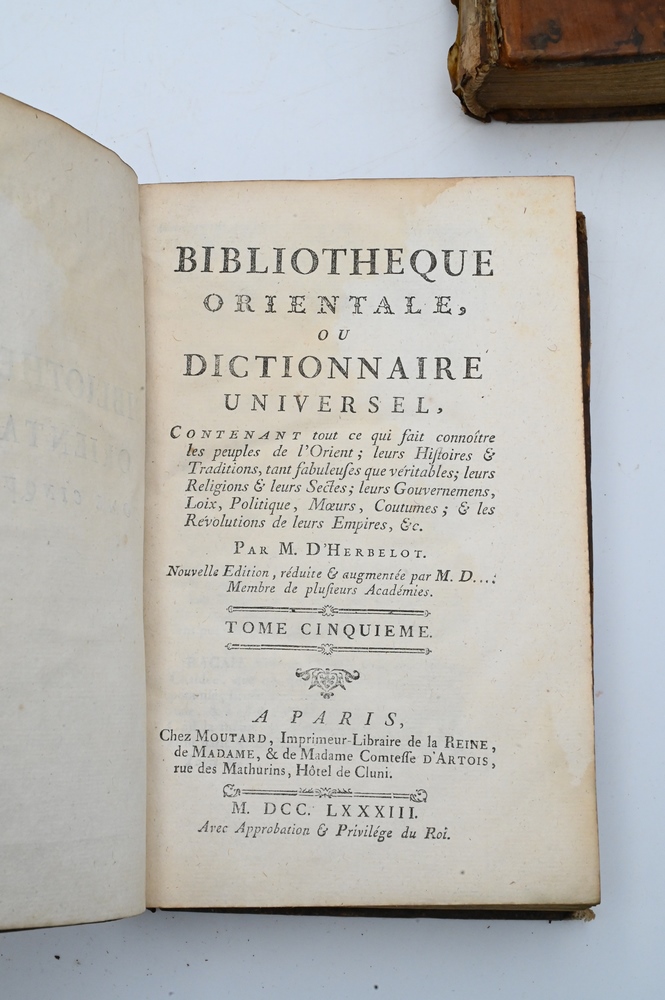 BIBLIOTHEQUE
ORIENTALE,
OU
DICTIONNAIRE
UNIVERSEL,
CONTENANT tout ce qui fait connoître
les peuples de l'Orient ; leurs Hiſtoires &
Traditions, tant fabuleuſes que véritables; leurs
Religions & leurs Sectes; leurs Gouvernemens,
Loix, Politique, Mœurs, Coutumes ; & les
Révolutions de leurs Empires, &c.
PAR M. D'HERBELOT.
Nouvelle Edition, réduite & augmentée par M. D...:
Membre de pluſieurs Académies.
TOME CINQUIEME.
A PARIS,
Chez MOUTARD, Imprimeur-Libraire de la REINE,
de MADAME, & de Madame Comteſſe D'ARTOIS,
rue des Mathurins, Hôtel de Cluni.
M. DCC. LXXXIII.
Avec Approbation & Privilége du Roi.